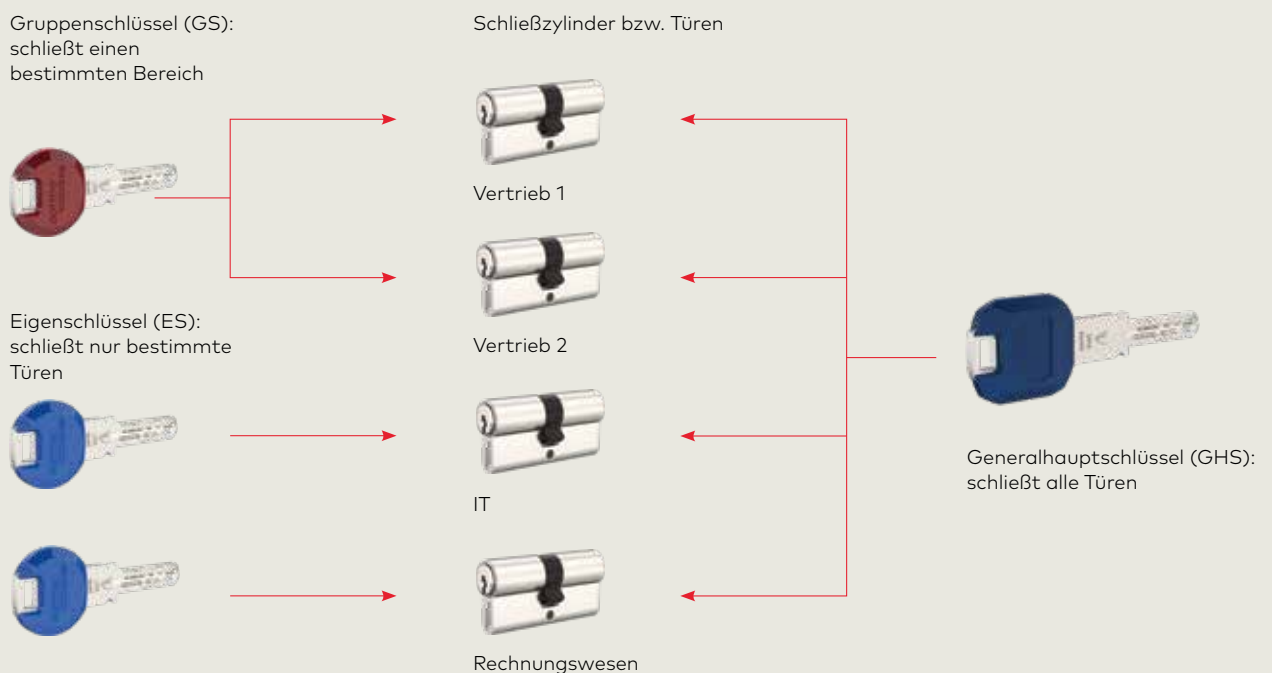 Gruppenschlüssel (GS):
schließt einen
bestimmten Bereich
Schließzylinder bzw. Türen
Vertrieb 1
Vertrieb 2
Eigenschlüssel (ES):
schließt nur bestimmte
Türen
IT
Rechnungswesen
Generalhauptschlüssel (GHS):
schließt alle Türen